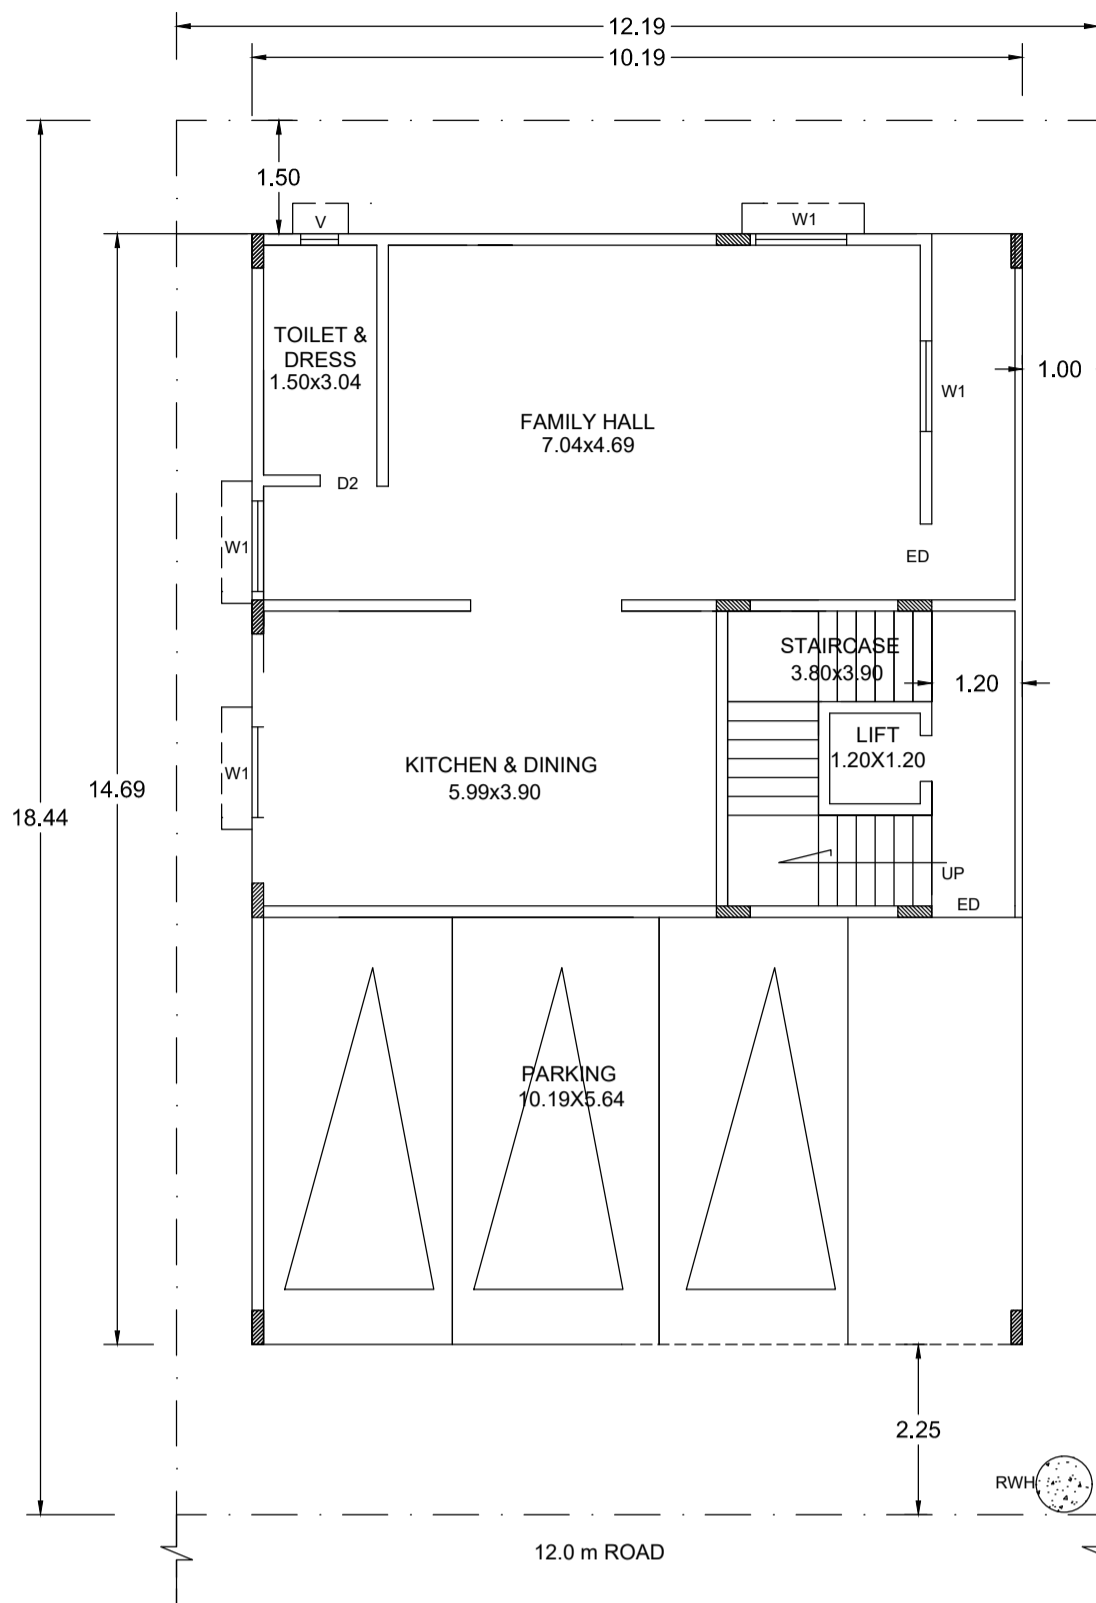 12.19
10.19
1.50
V
W1
TOILET &
DRESS
1.50x3.04
1.00
W1
FAMILY HALL
7.04x4.69
D2
W1
ED
STAIRCASE
3.80x3.90
1.20
LIFT
1.20X1.20
KITCHEN & DINING
5.99x3.90
W1
14.69
18.44
UP
ED
PARKING
10.19X5.64
2.25
RWH
12.0 m ROAD